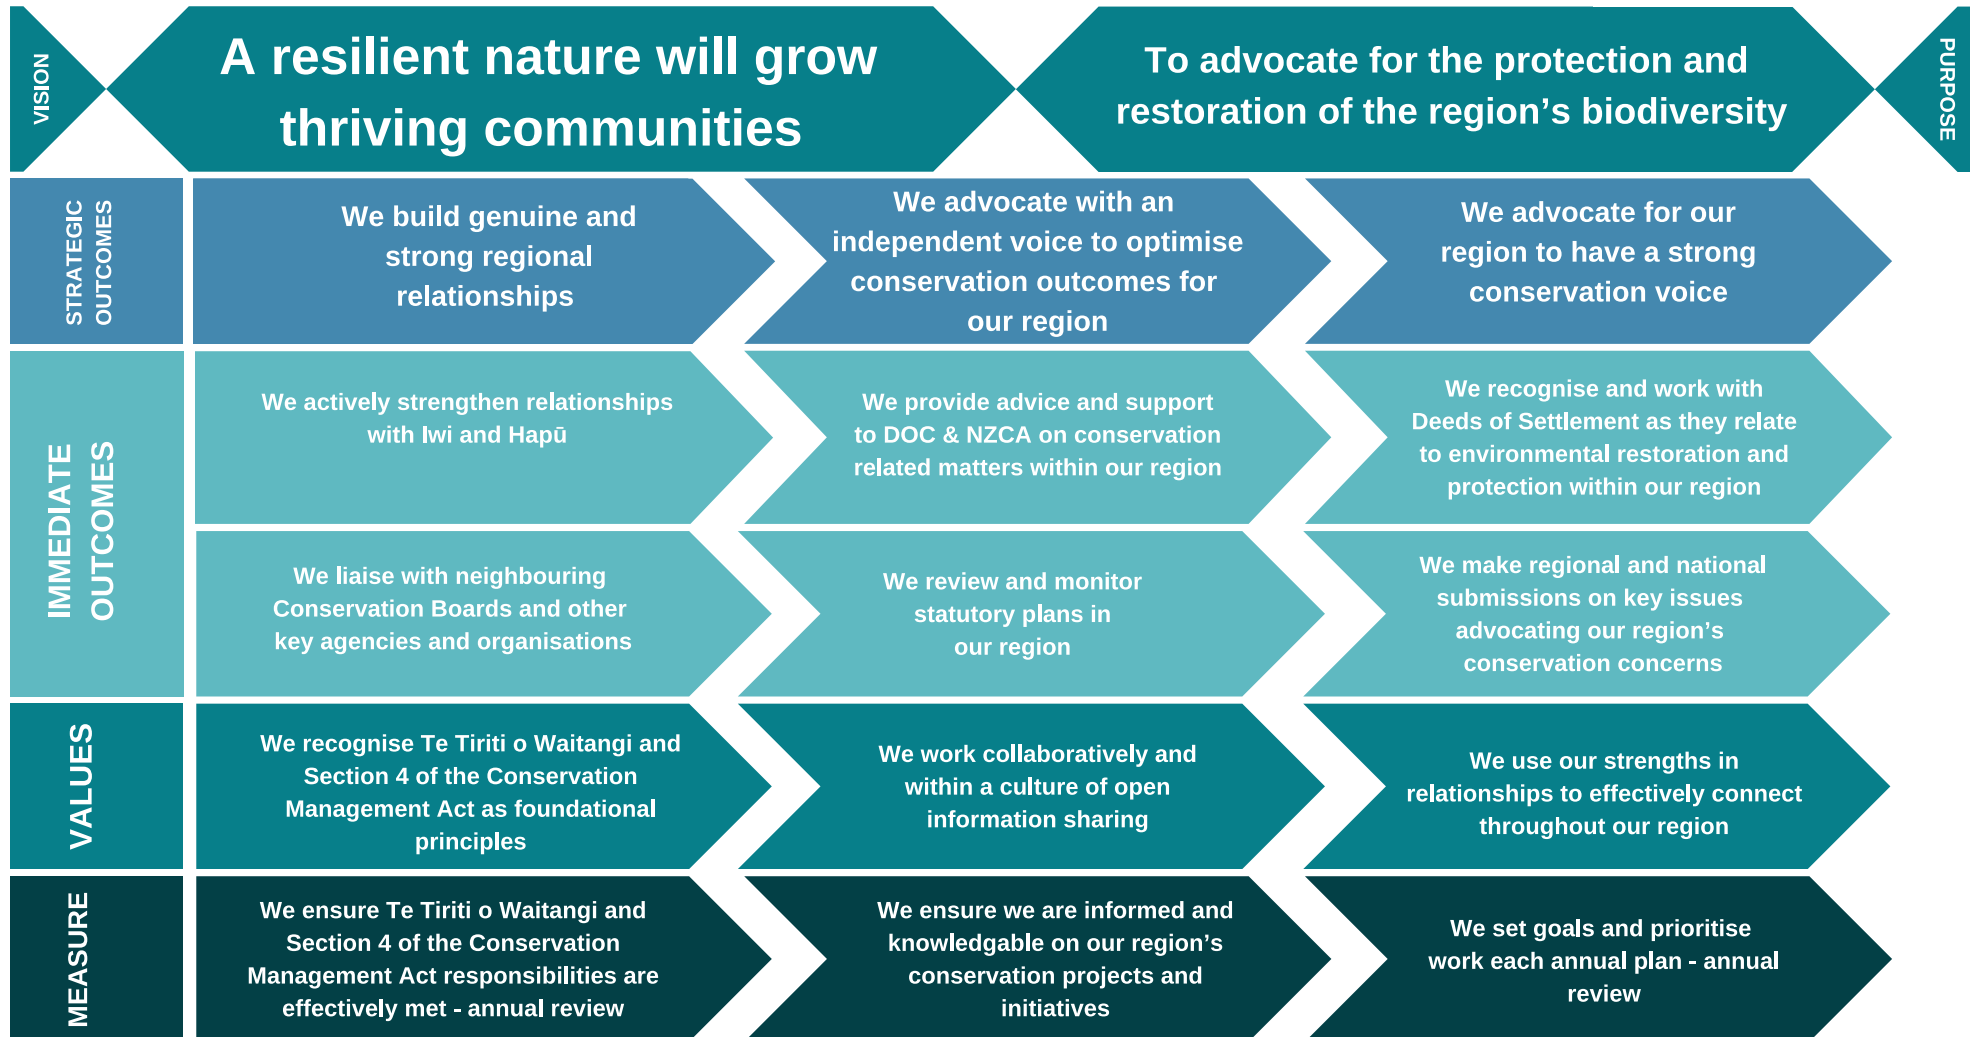 VISION
A resilient nature will grow
thriving communities
To advocate for the protection and
restoration of the region’s biodiversity
PURPOSE
STRATEGIC
OUTCOMES
We build genuine and
strong regional
relationships
We advocate with an
independent voice to optimise
conservation outcomes for
our region
We advocate for our
region to have a strong
conservation voice
IMMEDIATE
OUTCOMES
We actively strengthen relationships
with Iwi and Hapū
We provide advice and support
to DOC & NZCA on conservation
related matters within our region
We recognise and work with
Deeds of Settlement as they relate
to environmental restoration and
protection within our region
We liaise with neighbouring
Conservation Boards and other
key agencies and organisations
We review and monitor
statutory plans in
our region
We make regional and national
submissions on key issues
advocating our region’s
conservation concerns
VALUES
We recognise Te Tiriti o Waitangi and
Section 4 of the Conservation
Management Act as foundational
principles
We work collaboratively and
within a culture of open
information sharing
We use our strengths in
relationships to effectively connect
throughout our region
MEASURE
We ensure Te Tiriti o Waitangi and
Section 4 of the Conservation
Management Act responsibilities are
effectively met - annual review
We ensure we are informed and
knowledgable on our region’s
conservation projects and
initiatives
We set goals and prioritise
work each annual plan - annual
review